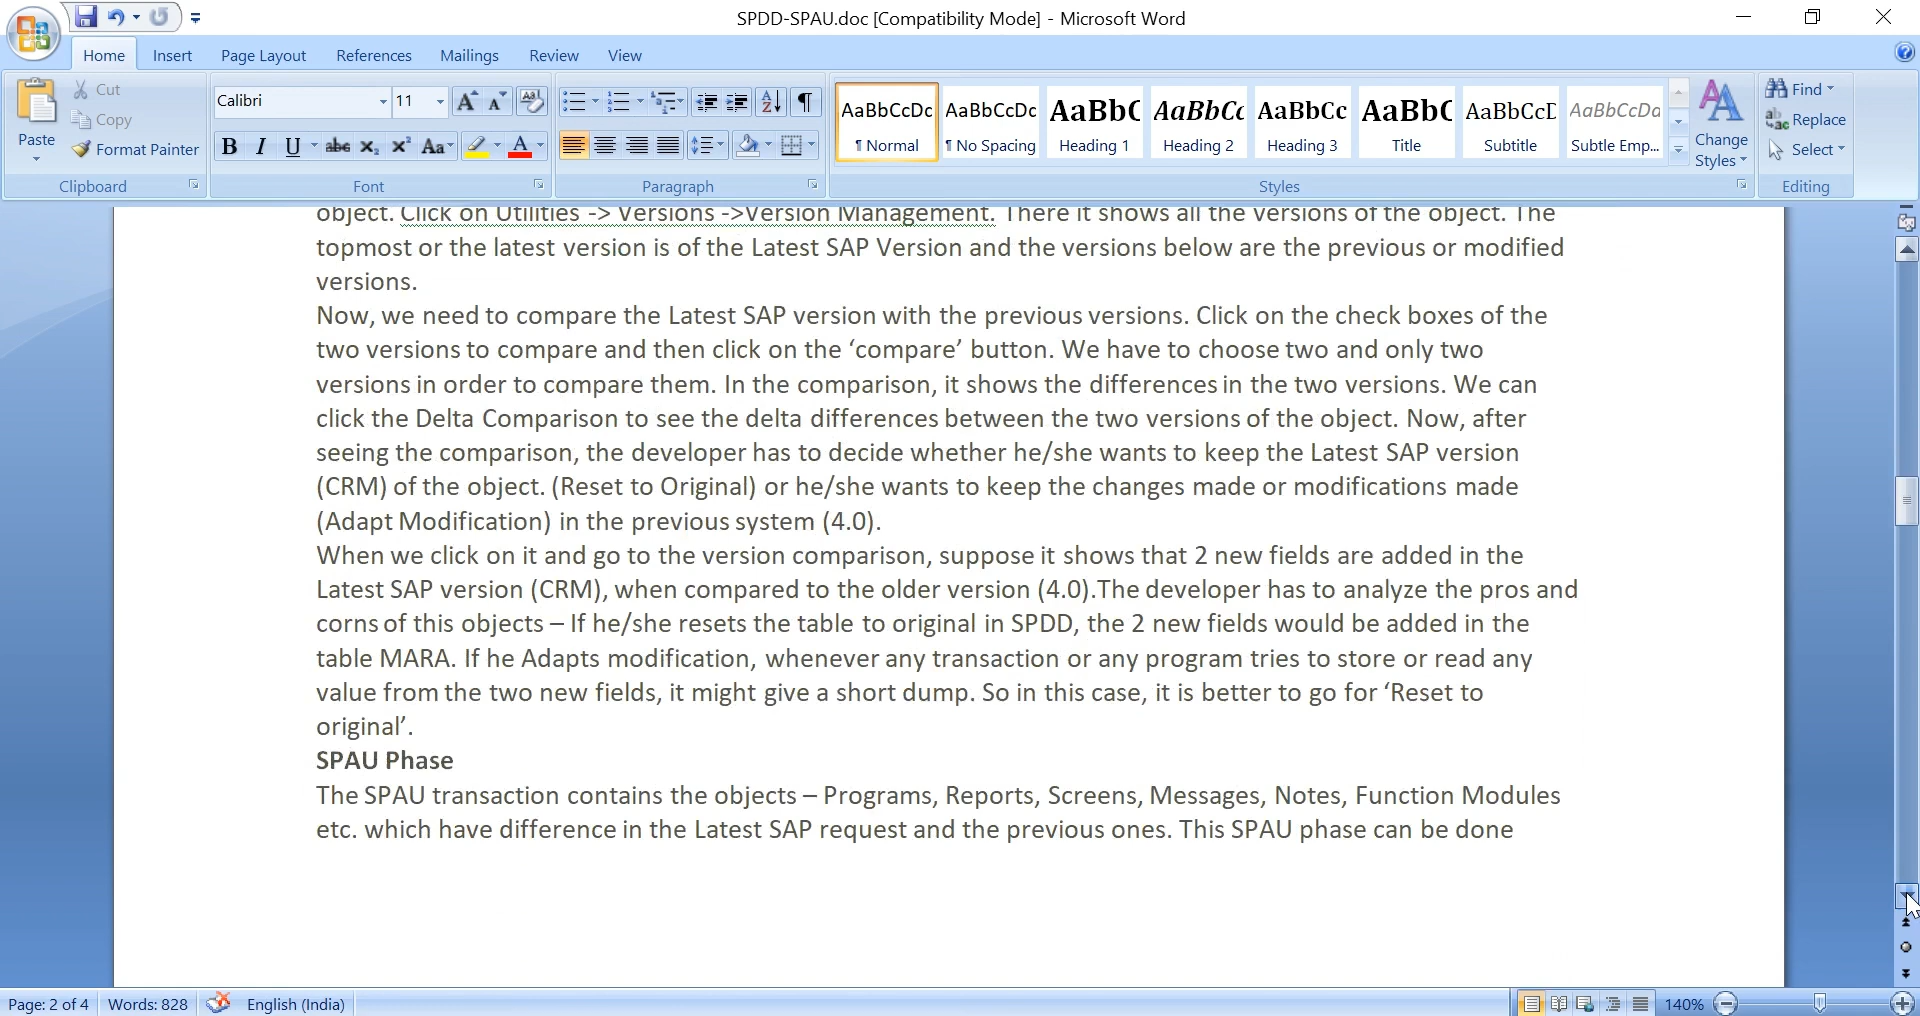 SPDD-SPAU.doc [Compatibility Mode] - Microsoft Word
Home Insert Page Layout References Mailings Review View
Paste
Cut
Copy
Format Painter
Clipboard
Calibri 11
B I U abc x₂ x² Aa A
Font
Paragraph
AaBbCcDc AaBbCcDc AaBbC AaBbCc AaBbCc AaBbC AaBbCcI AaBbCcDc
¶ Normal ¶ No Spacing Heading 1 Heading 2 Heading 3 Title Subtitle Subtle Emp...
Styles
Change
Styles
Find
Replace
Select
Editing
object. Click on Utilities -> Versions ->Version Management. There it shows all the versions of the object. The
topmost or the latest version is of the Latest SAP Version and the versions below are the previous or modified
versions.
Now, we need to compare the Latest SAP version with the previous versions. Click on the check boxes of the
two versions to compare and then click on the ‘compare’ button. We have to choose two and only two
versions in order to compare them. In the comparison, it shows the differences in the two versions. We can
click the Delta Comparison to see the delta differences between the two versions of the object. Now, after
seeing the comparison, the developer has to decide whether he/she wants to keep the Latest SAP version
(CRM) of the object. (Reset to Original) or he/she wants to keep the changes made or modifications made
(Adapt Modification) in the previous system (4.0).
When we click on it and go to the version comparison, suppose it shows that 2 new fields are added in the
Latest SAP version (CRM), when compared to the older version (4.0).The developer has to analyze the pros and
corns of this objects – If he/she resets the table to original in SPDD, the 2 new fields would be added in the
table MARA. If he Adapts modification, whenever any transaction or any program tries to store or read any
value from the two new fields, it might give a short dump. So in this case, it is better to go for ‘Reset to
original’.
SPAU Phase
The SPAU transaction contains the objects – Programs, Reports, Screens, Messages, Notes, Function Modules
etc. which have difference in the Latest SAP request and the previous ones. This SPAU phase can be done
Page: 2 of 4 Words: 828 English (India) 140%